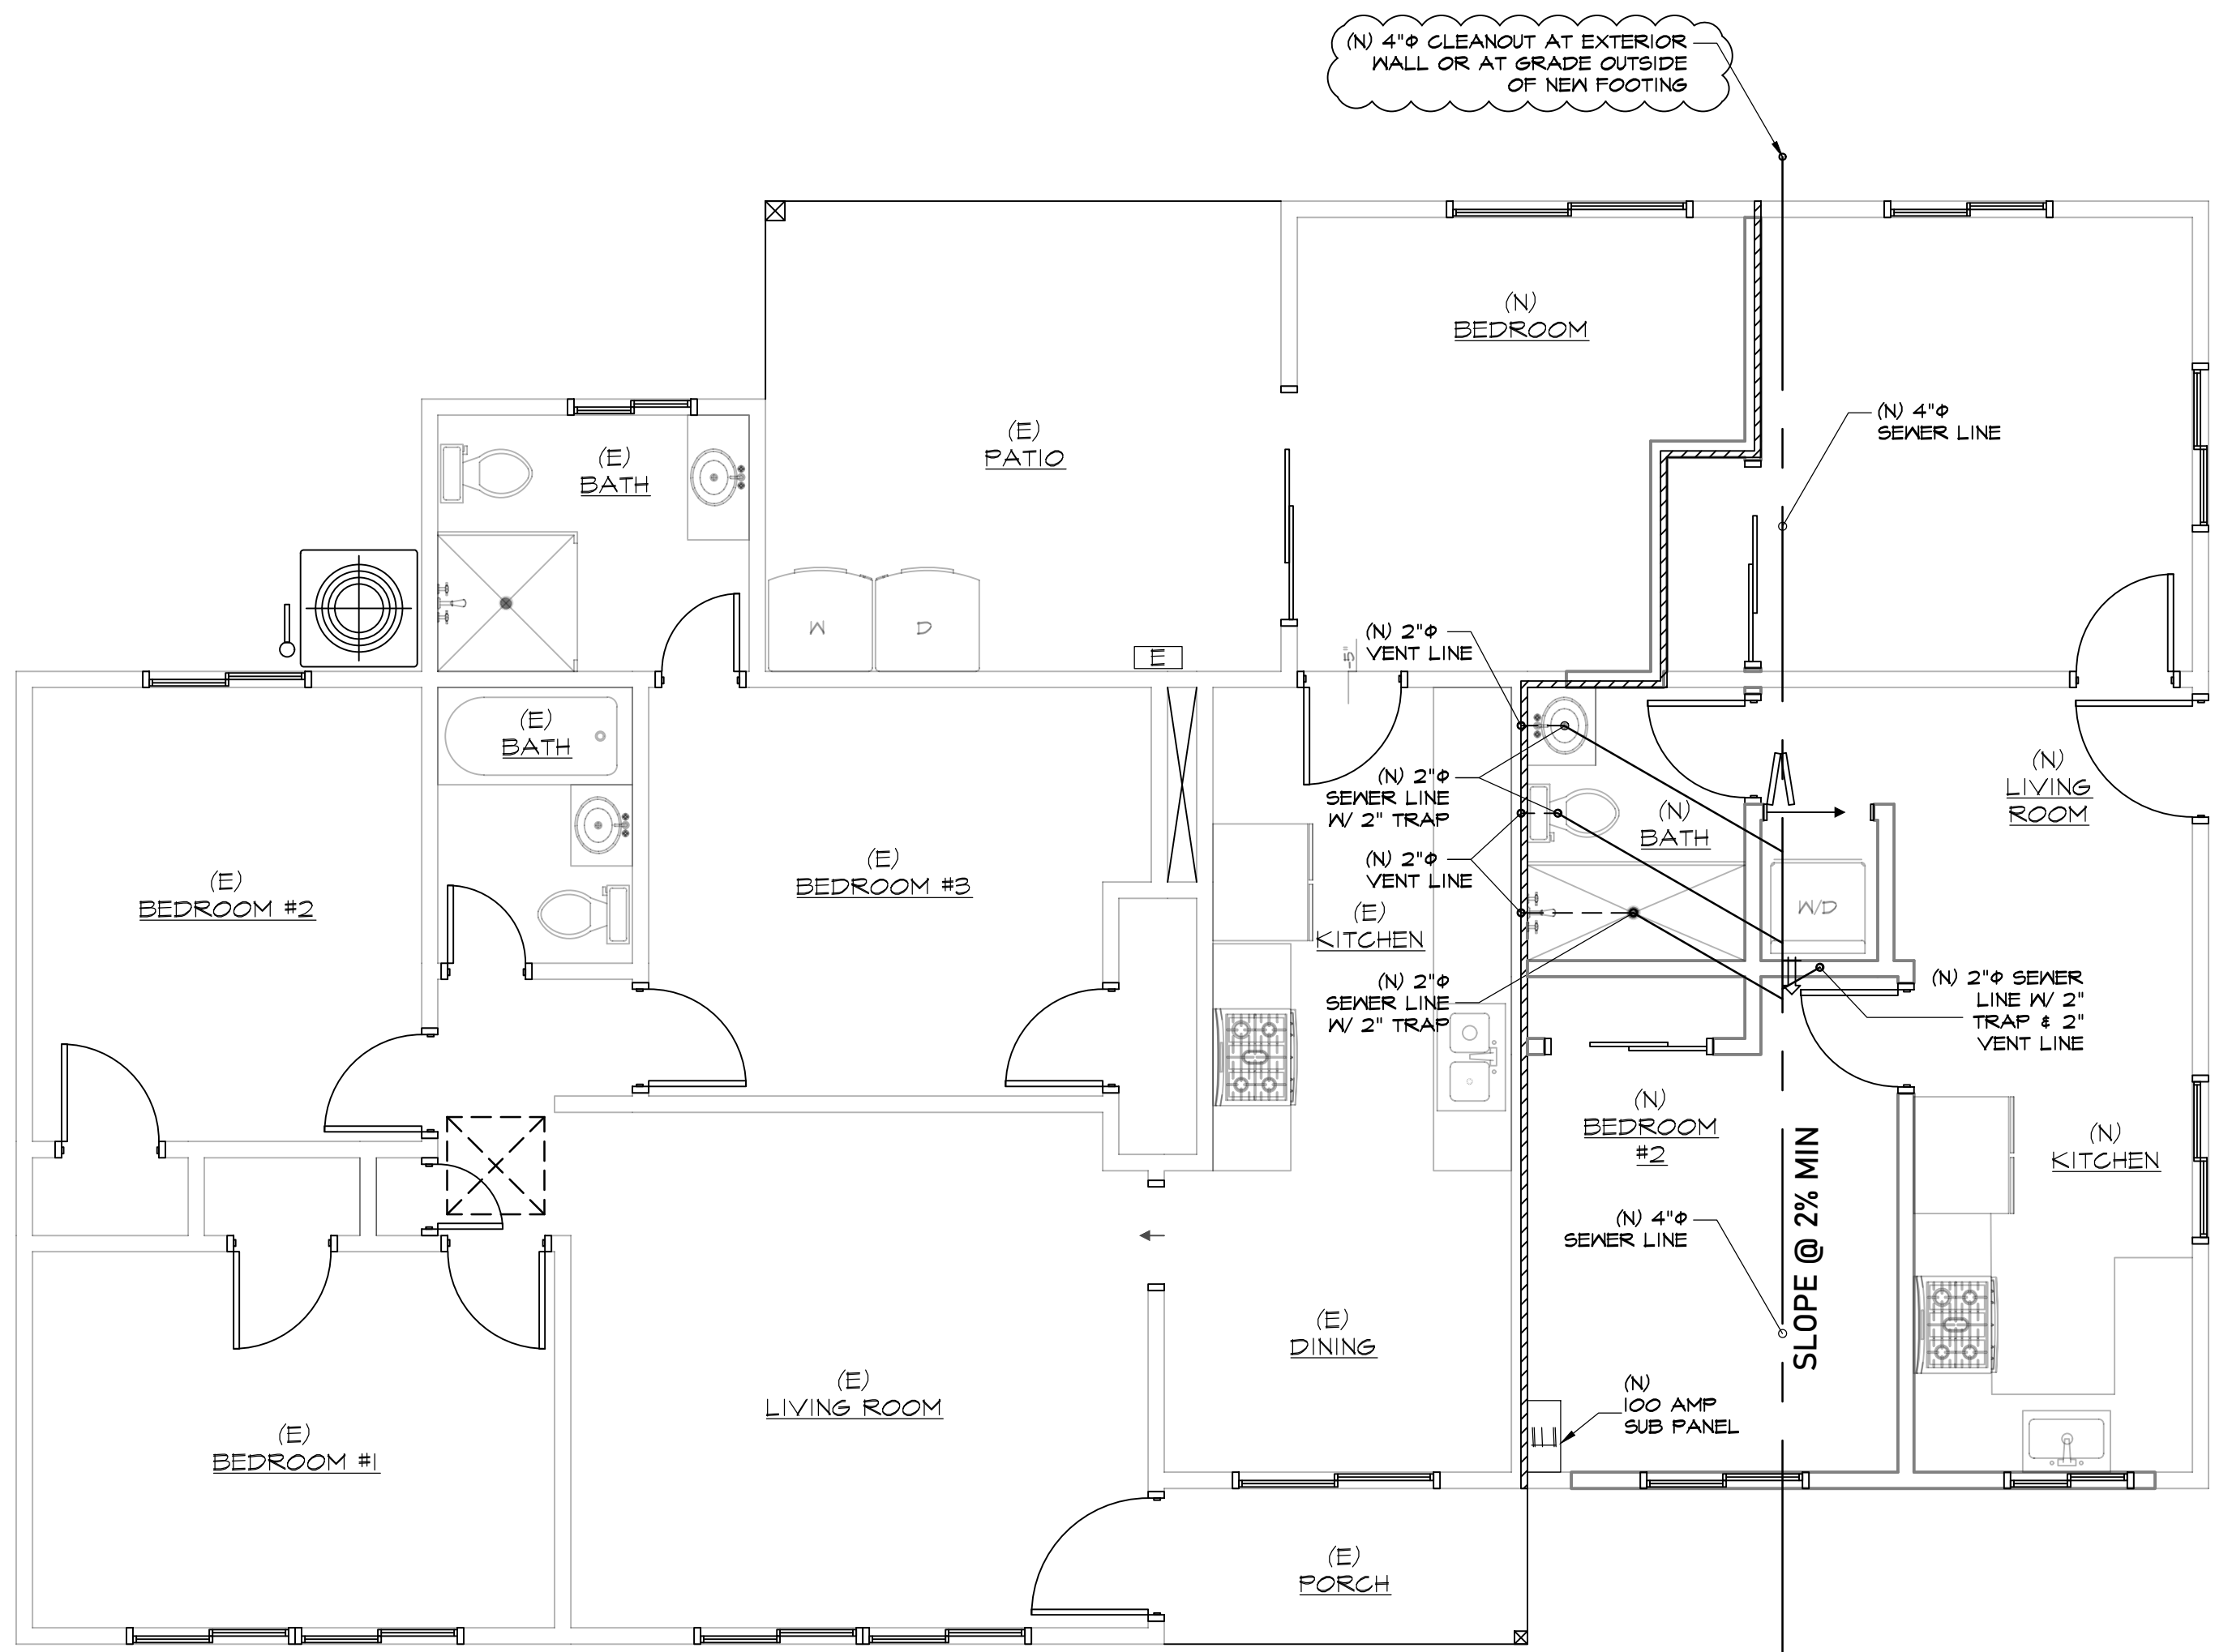 (N) 4"Φ CLEANOUT AT EXTERIOR
WALL OR AT GRADE OUTSIDE
OF NEW FOOTING
(N)
BEDROOM
(N) 4"Φ
SEWER LINE
(E)
PATIO
(E)
BATH
W
D
E
(N) 2"Φ
VENT LINE
-5"
(E)
BATH
(N) 2"Φ
SEWER LINE
W/ 2" TRAP
(N)
BATH
(N)
LIVING
ROOM
(N) 2"Φ
VENT LINE
(E)
BEDROOM #2
(E)
BEDROOM #3
(E)
KITCHEN
W/D
(N) 2"Φ
SEWER LINE
W/ 2" TRAP
(N) 2"Φ SEWER
LINE W/ 2"
TRAP & 2"
VENT LINE
(N)
BEDROOM
#2
(N)
KITCHEN
SLOPE @ 2% MIN
(N) 4"Φ
SEWER LINE
(E)
DINING
(E)
LIVING ROOM
(N)
100 AMP
SUB PANEL
(E)
BEDROOM #1
(E)
PORCH